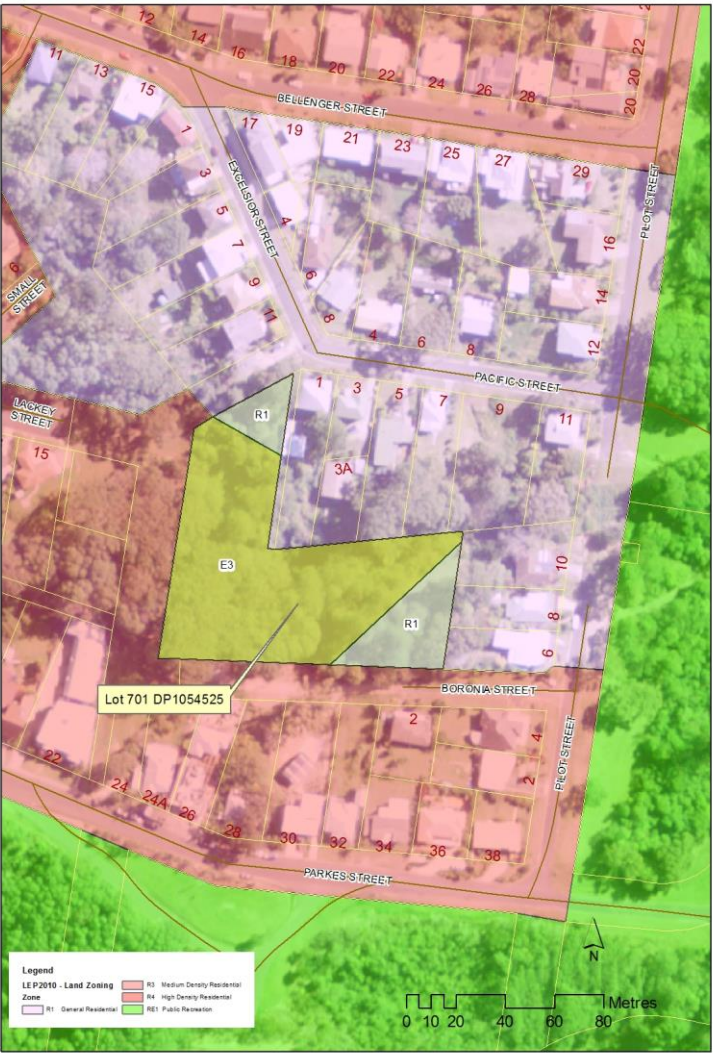 12
14
16
18
20
22
24
26
28
22
20
20
BELLENGER STREET
11
13
15
1
3
5
7
9
11
17
19
21
23
25
27
29
EXCELSIOR STREET
4
6
8
4
6
8
16
14
12
PILOT STREET
6
SMALL
STREET
PACIFIC STREET
LACKEY
STREET
15
R1
1
3
5
7
9
11
3A
E3
10
8
6
R1
Lot 701 DP1054525
BORONIA STREET
2
4
2
PILOT STREET
22
24
24A
26
28
30
32
34
36
38
PARKES STREET
N
Legend
LEP2010 - Land Zoning
Zone
R1 General Residential
R3 Medium Density Residential
R4 High Density Residential
RE1 Public Recreation
Metres
0 10 20 40 60 80